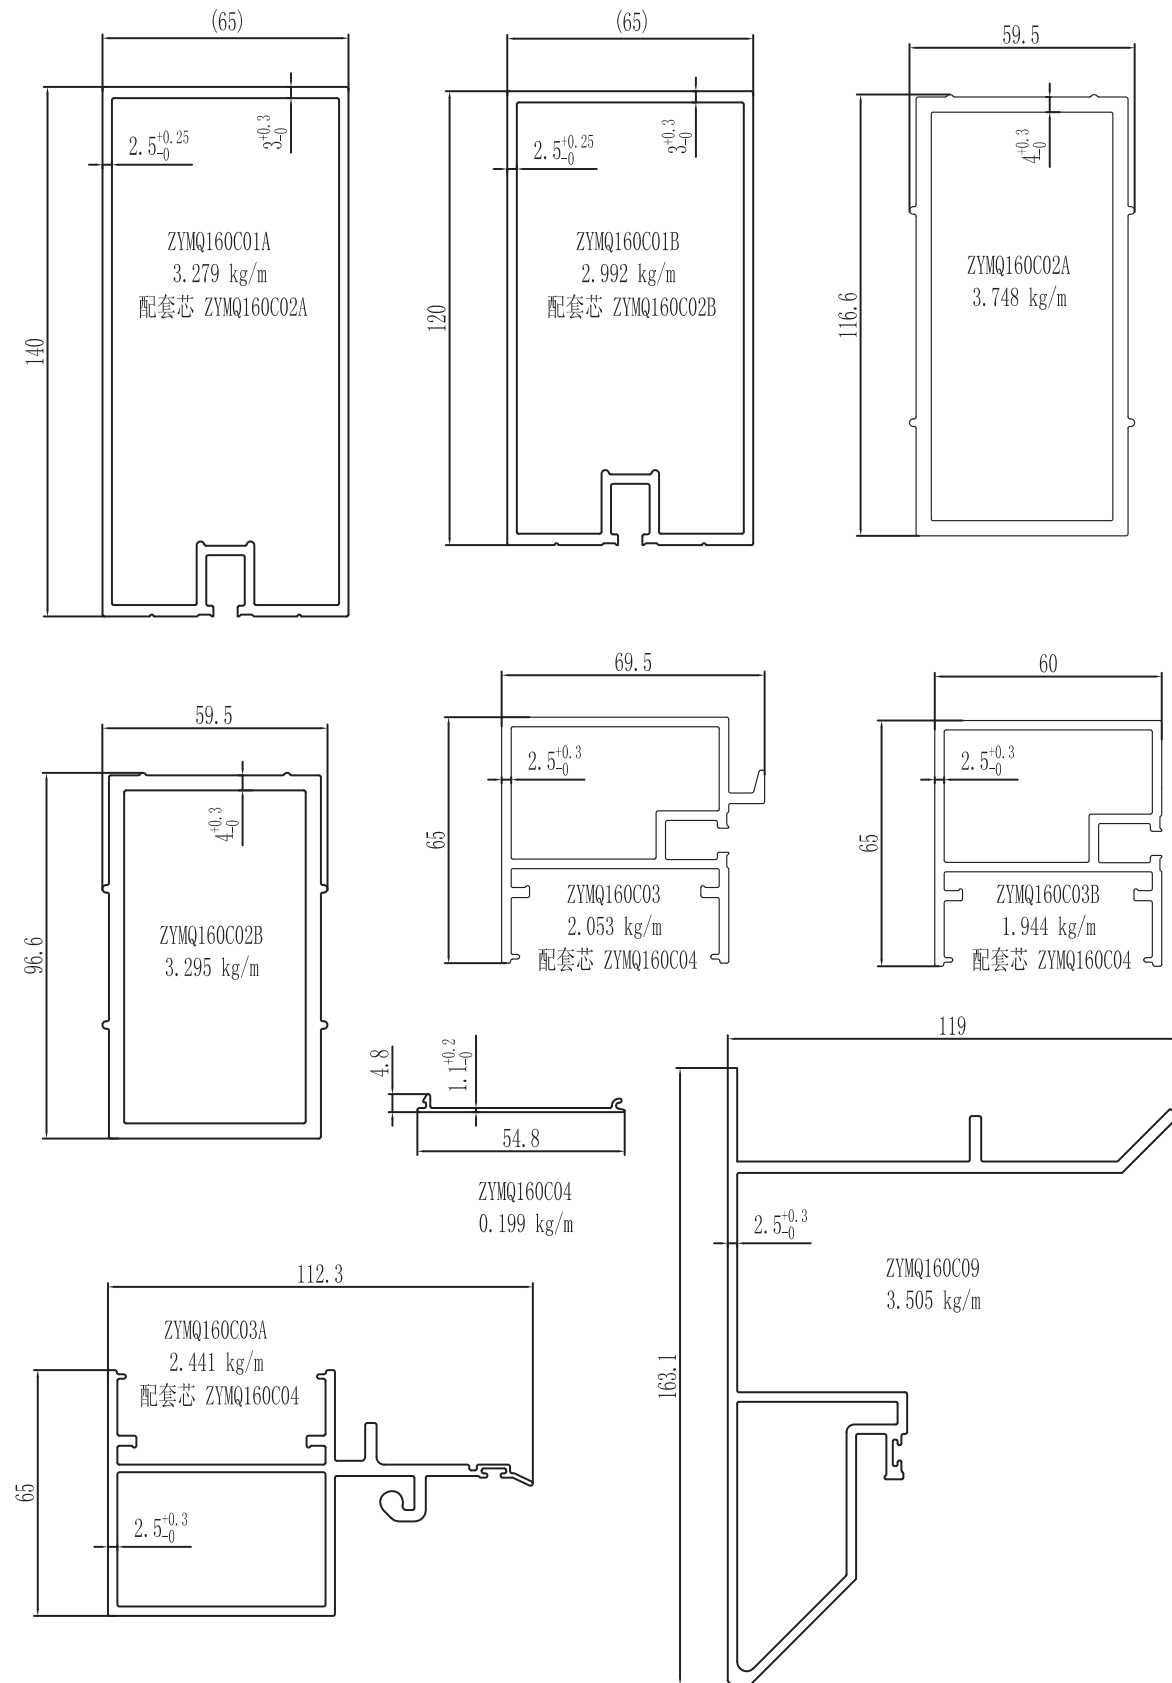 (65)
140
2.5 +0.25 -0
3 +0.3 -0
ZYMQ160C01A
3.279 kg/m
配套芯 ZYMQ160C02A
(65)
120
2.5 +0.25 -0
3 +0.3 -0
ZYMQ160C01B
2.992 kg/m
配套芯 ZYMQ160C02B
59.5
116.6
4 +0.3 -0
ZYMQ160C02A
3.748 kg/m
59.5
96.6
4 +0.3 -0
ZYMQ160C02B
3.295 kg/m
69.5
65
2.5 +0.3 -0
ZYMQ160C03
2.053 kg/m
配套芯 ZYMQ160C04
60
65
2.5 +0.3 -0
ZYMQ160C03B
1.944 kg/m
配套芯 ZYMQ160C04
4.8
1.1 +0.2 -0
54.8
ZYMQ160C04
0.199 kg/m
119
163.1
2.5 +0.3 -0
ZYMQ160C09
3.505 kg/m
112.3
ZYMQ160C03A
2.441 kg/m
配套芯 ZYMQ160C04
65
2.5 +0.3 -0